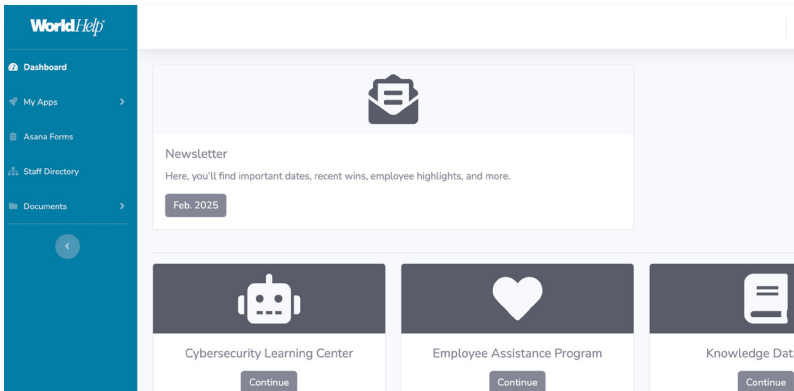 WorldHelp
Dashboard
My Apps
Asana Forms
Staff Directory
Documents
Newsletter
Here, you'll find important dates, recent wins, employee highlights, and more.
Feb. 2025
Cybersecurity Learning Center
Continue
Employee Assistance Program
Continue
Knowledge Dat
Continue